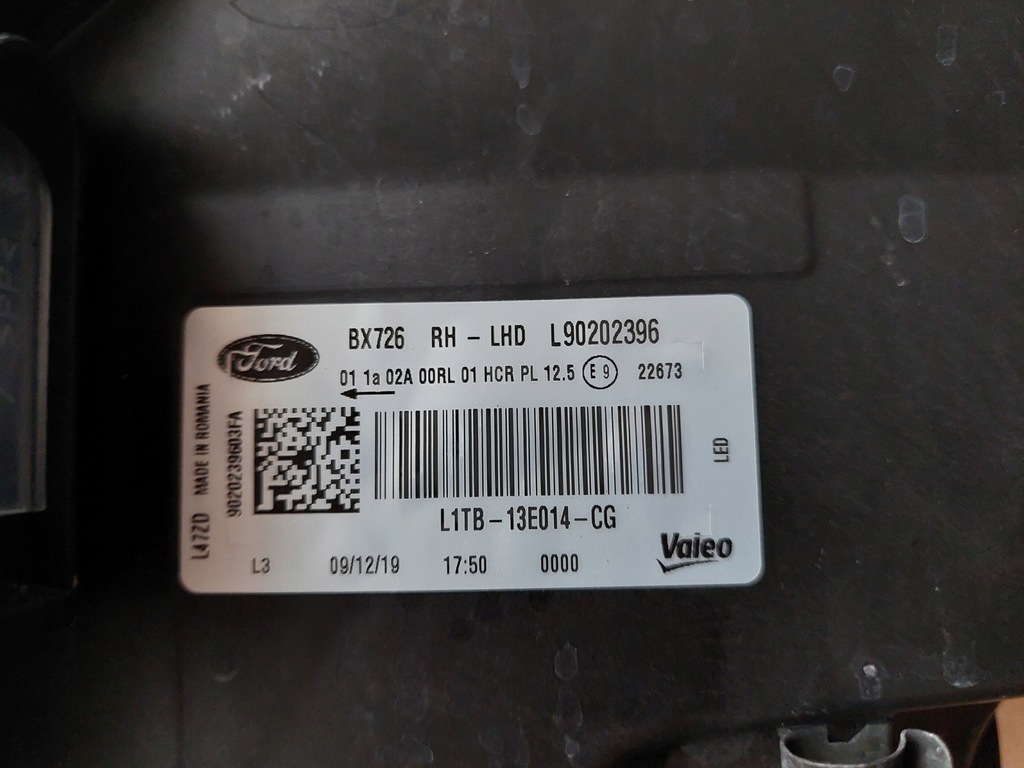 Ford
BX726 RH - LHD L90202396
01 1a 02A 00RL 01 HCR PL 12.5 E9 22673
L47ZD MADE IN ROMANIA
9020239603FA
LED
L1TB-13E014-CG
L3 09/12/19 17:50 0000
Valeo